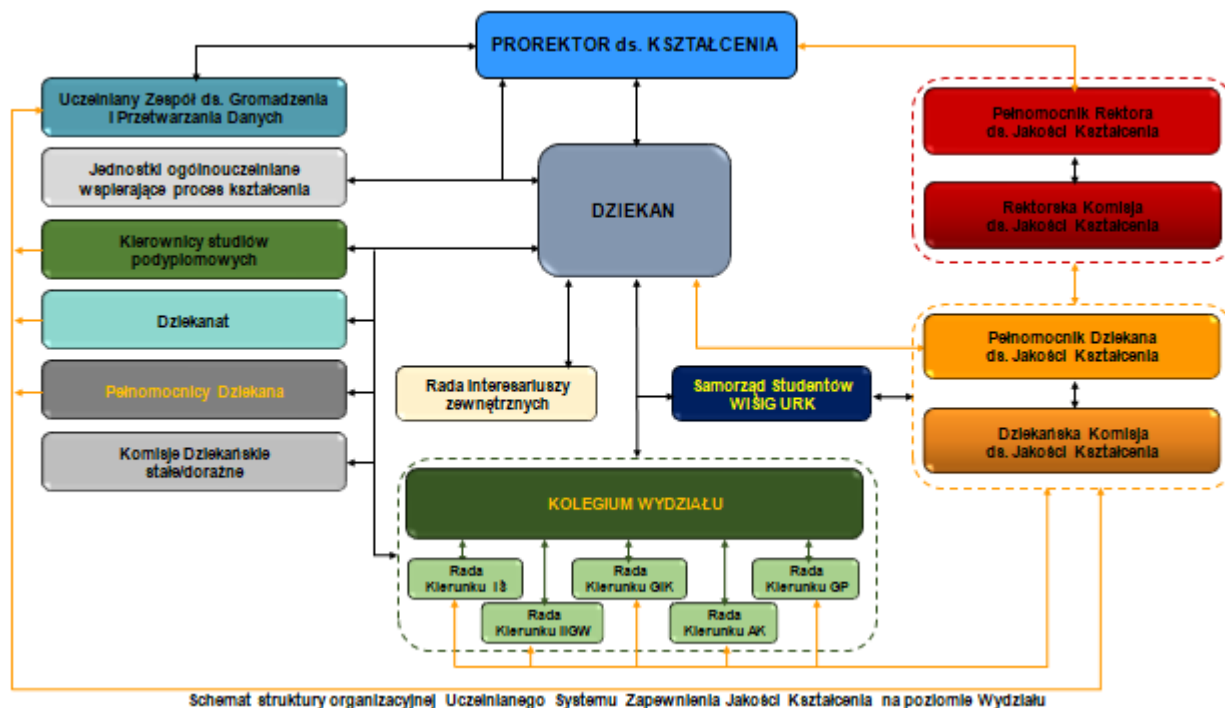 PROREKTOR ds. KSZTAŁCENIA
Uczelniany Zespół ds. Gromadzenia
i Przetwarzania Danych
Jednostki ogólnouczelniane
wspierające proces kształcenia
Kierownicy studiów
podyplomowych
Dziekanat
Pełnomocnicy Dziekana
Komisje Dziekańskie
stałe/doraźne
DZIEKAN
Rada Interesariuszy
zewnętrznych
Samorząd Studentów
WIŚIG URK
Pełnomocnik Rektora
ds. Jakości Kształcenia
Rektorska Komisja
ds. Jakości Kształcenia
Pełnomocnik Dziekana
ds. Jakości Kształcenia
Dziekańska Komisja
ds. Jakości Kształcenia
KOLEGIUM WYDZIAŁU
Rada
Kierunku IŚ
Rada
Kierunku IIGW
Rada
Kierunku GIK
Rada
Kierunku AK
Rada
Kierunku GP
Schemat struktury organizacyjnej Uczelnianego Systemu Zapewnienia Jakości Kształcenia na poziomie Wydziału